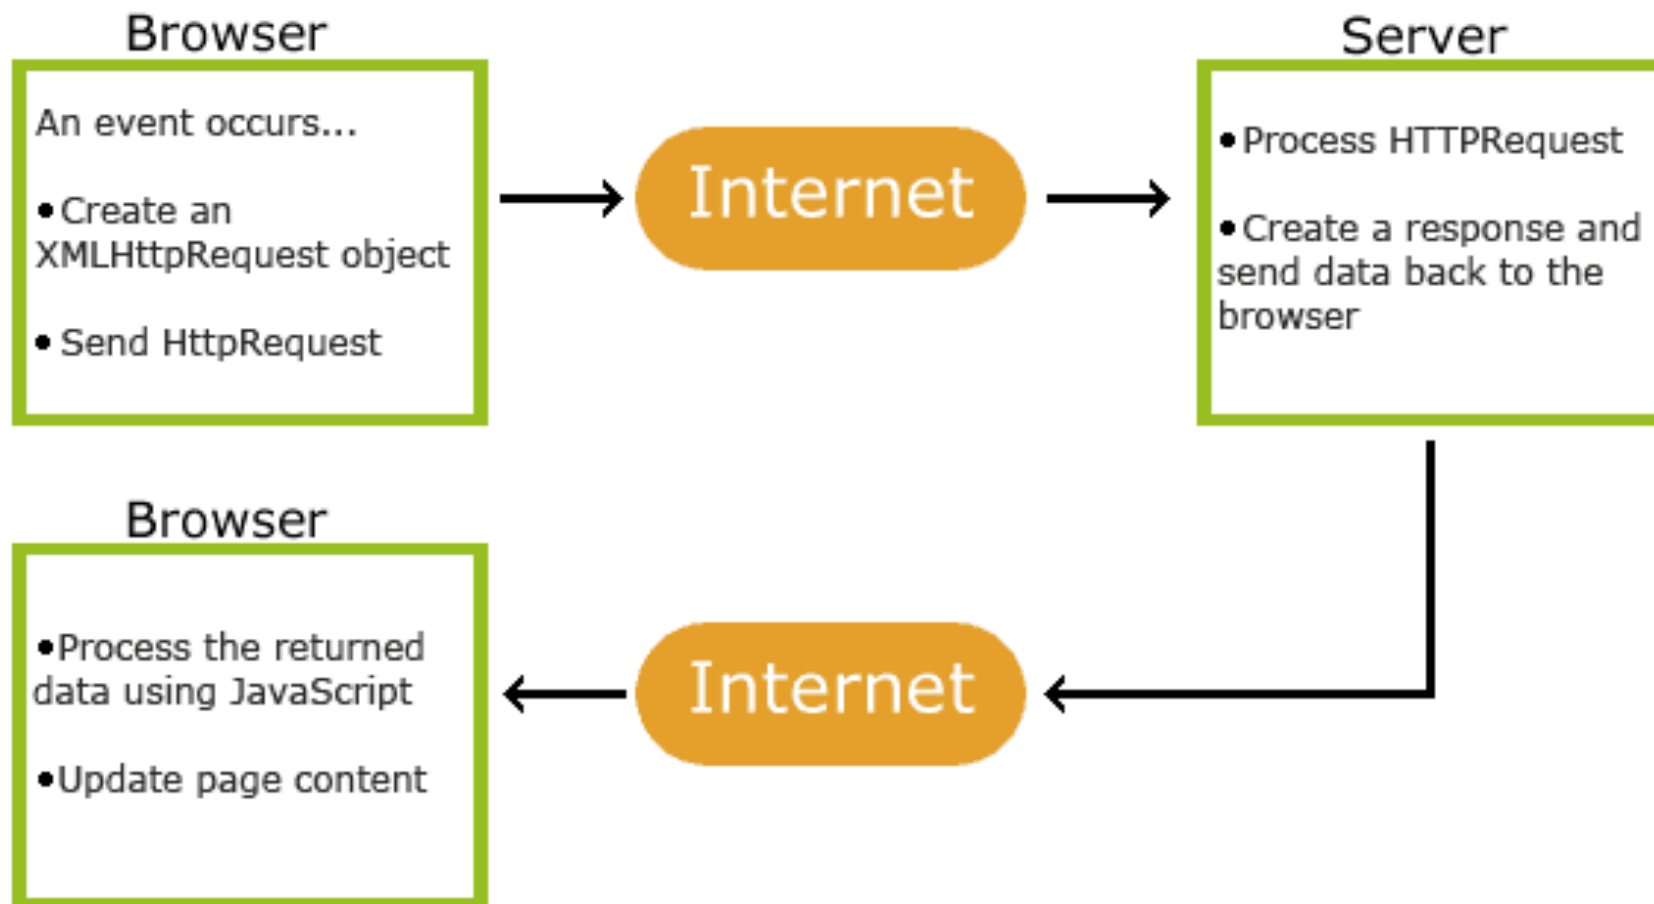 Browser
An event occurs...
•Create an
XMLHttpRequest object
• Send HttpRequest
Internet
Server
•Process HTTPRequest
•Create a response and
send data back to the
browser
Browser
•Process the returned
data using JavaScript
•Update page content
Internet